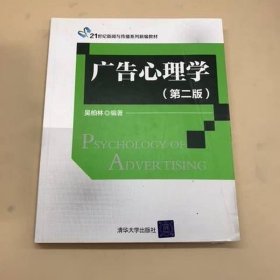 21世纪新闻与传播系列新编教材
广告心理学
（第二版）
吴柏林◎编著
PSYCHOLOGY OF
ADVERTISING
清华大学出版社